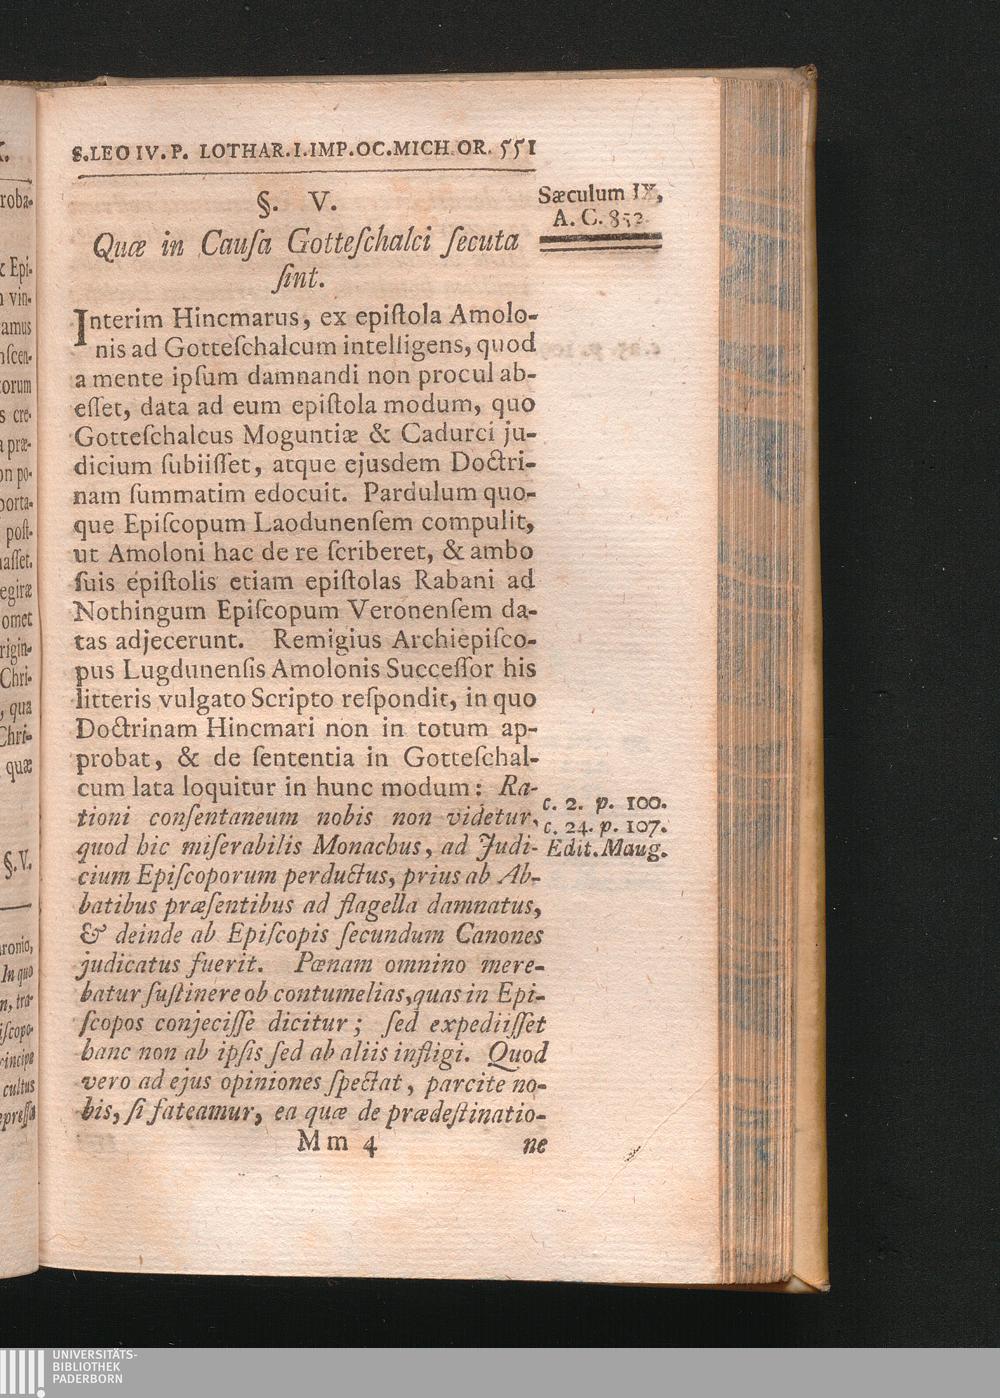 S.LEO IV. P. LOTHAR. I. IMP. OC. MICH. OR. 551
Sæculum IX,
A. C. 852.
§. V.
Quæ in Cauſa Gotteſchalci ſecuta
ſint.
Interim Hincmarus, ex epiſtola Amolo-
nis ad Gotteſchalcum intelligens, quod
a mente ipſum damnandi non procul ab-
eſſet, data ad eum epiſtola modum, quo
Gotteſchalcus Moguntiæ & Cadurci ju-
dicium ſubiiſſet, atque ejusdem Doctri-
nam ſummatim edocuit. Pardulum quo-
que Epiſcopum Laodunenſem compulit,
ut Amoloni hac de re ſcriberet, & ambo
ſuis epiſtolis etiam epiſtolas Rabani ad
Nothingum Epiſcopum Veronenſem da-
tas adjecerunt. Remigius Archiepiſco-
pus Lugdunenſis Amolonis Succeſſor his
litteris vulgato Scripto reſpondit, in quo
Doctrinam Hincmari non in totum ap-
probat, & de ſententia in Gotteſchal-
cum lata loquitur in hunc modum: Ra-
tioni conſentaneum nobis non videtur,
quod hic miſerabilis Monachus, ad Judi-
cium Epiſcoporum perductus, prius ab Ab-
batibus præſentibus ad flagella damnatus,
& deinde ab Epiſcopis ſecundum Canones
judicatus fuerit. Pœnam omnino mere-
batur ſuſtinere ob contumelias, quas in Epi-
ſcopos conjeciſſe dicitur; ſed expediiſſet
hanc non ab ipſis ſed ab aliis infligi. Quod
vero ad ejus opiniones ſpectat, parcite no-
bis, ſi fateamur, ea quæ de prædeſtinatio-
Mm 4 ne
c. 2. p. 100.
c. 24. p. 107.
Edit. Maug.
UNIVERSITÄTS-
BIBLIOTHEK
PADERBORN